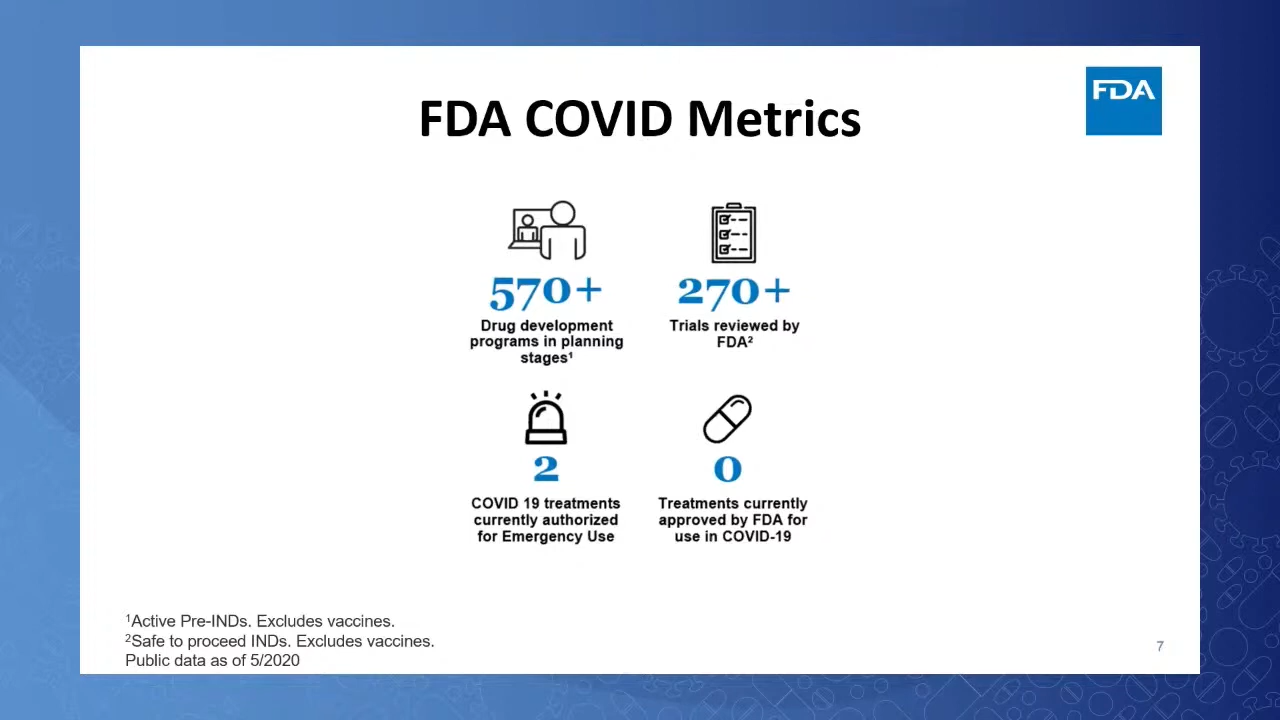 FDA COVID Metrics
FDA
570+
Drug development
programs in planning
stages¹
270+
Trials reviewed by
FDA²
2
COVID 19 treatments
currently authorized
for Emergency Use
0
Treatments currently
approved by FDA for
use in COVID-19
¹Active Pre-INDs. Excludes vaccines.
²Safe to proceed INDs. Excludes vaccines.
Public data as of 5/2020
7